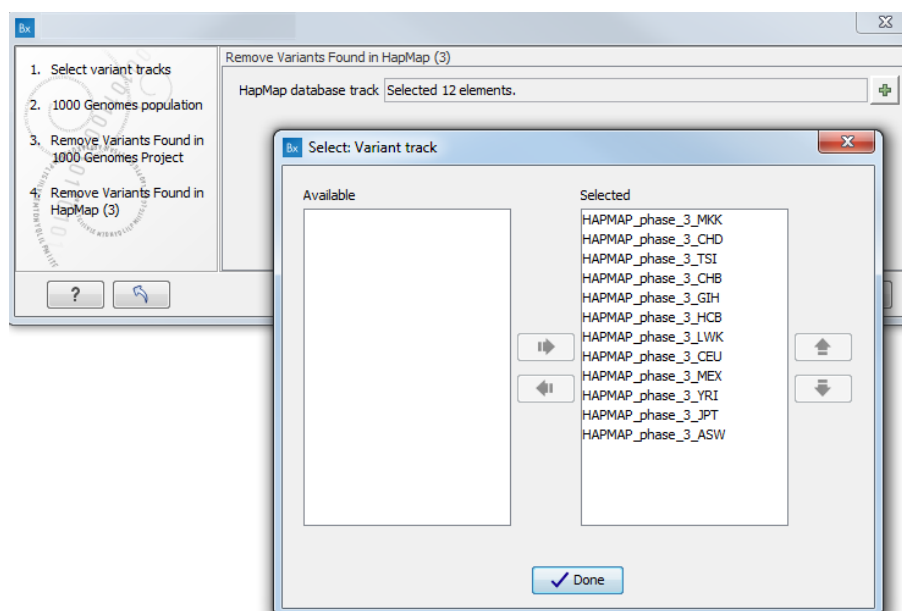 Bx
Remove Variants Found in HapMap (3)
1. Select variant tracks
2. 1000 Genomes population
3. Remove Variants Found in
1000 Genomes Project
4. Remove Variants Found in
HapMap (3)
HapMap database track Selected 12 elements.
?
Bx Select: Variant track
Available
Selected
HAPMAP_phase_3_MKK
HAPMAP_phase_3_CHD
HAPMAP_phase_3_TSI
HAPMAP_phase_3_CHB
HAPMAP_phase_3_GIH
HAPMAP_phase_3_HCB
HAPMAP_phase_3_LWK
HAPMAP_phase_3_CEU
HAPMAP_phase_3_MEX
HAPMAP_phase_3_YRI
HAPMAP_phase_3_JPT
HAPMAP_phase_3_ASW
Done